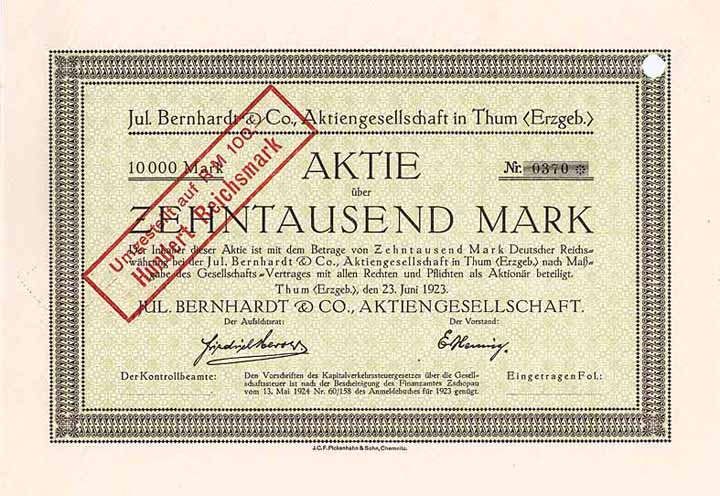 Jul. Bernhardt & Co., Aktiengesellschaft in Thum (Erzgeb.)
10000 Mark
AKTIE
Nr. 0370 ※
über
ZEHNTAUSEND MARK
Umgestellt auf RM 100,-
Hundert Reichsmark
Der Inhaber dieser Aktie ist mit dem Betrage von Zehntausend Mark Deutscher Reichs=
währung bei der Jul. Bernhardt & Co., Aktiengesellschaft in Thum (Erzgeb.) nach Maß=
gabe des Gesellschafts=Vertrages mit allen Rechten und Pflichten als Aktionär beteiligt.
Thum (Erzgeb.), den 23. Juni 1923.
JUL. BERNHARDT & CO., AKTIENGESELLSCHAFT.
Der Aufsichtsrat:
Der Vorstand:
Der Kontrollbeamte:
Den Vorschriften des Kapitalverkehrssteuergesetzes über die Gesell=
schaftssteuer ist nach der Bescheinigung des Finanzamtes Zschopau
vom 13. Mai 1924 Nr. 60/158 des Anmeldebuches für 1923 genügt.
Eingetragen Fol.:
J.C.F. Pickenhahn & Sohn, Chemnitz.